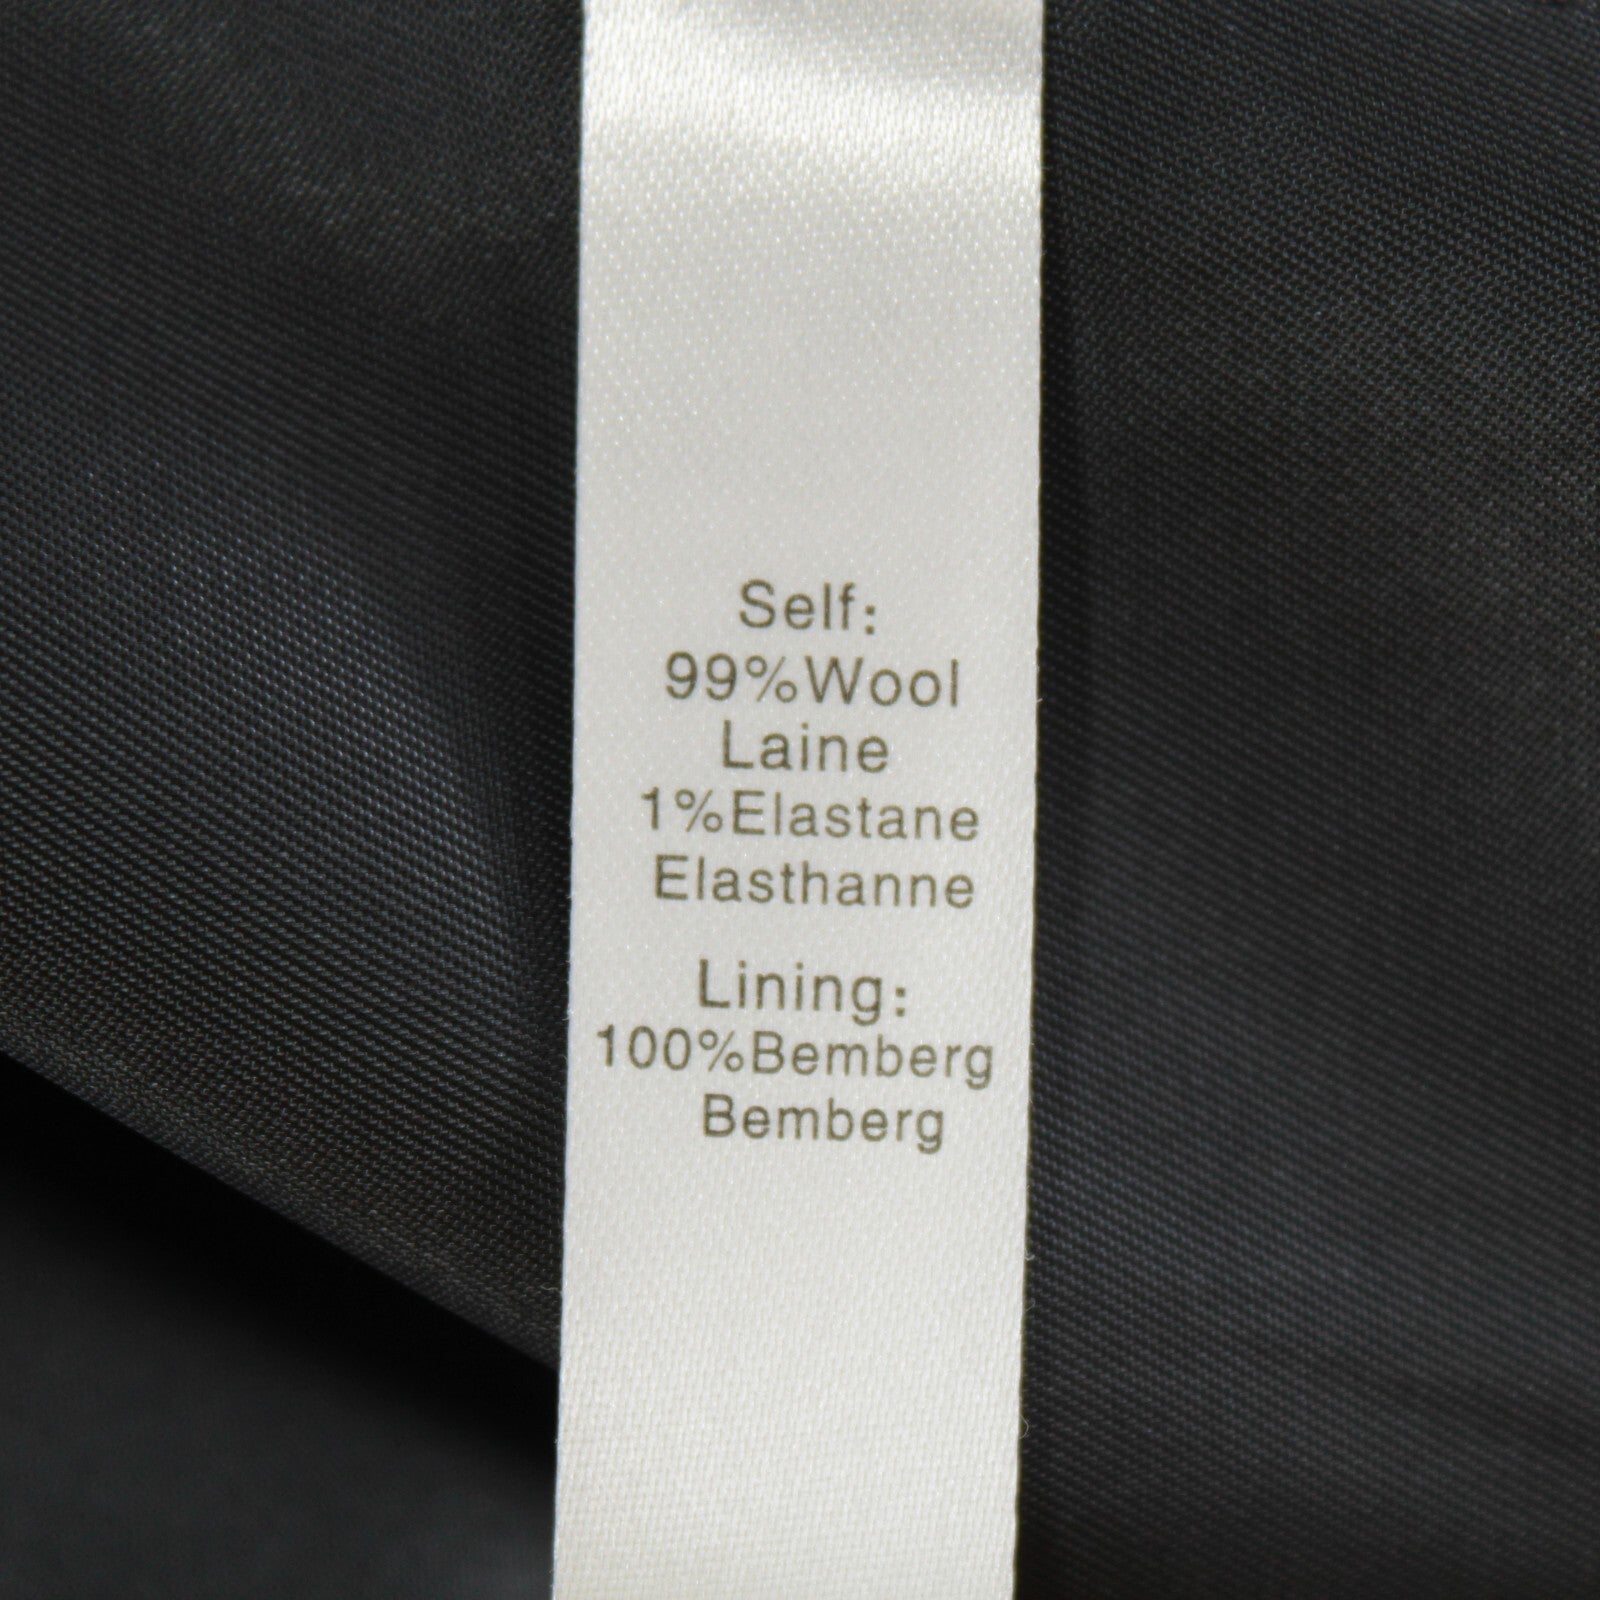 Self:
99%Wool
Laine
1%Elastane
Elasthanne
Lining:
100%Bemberg
Bemberg